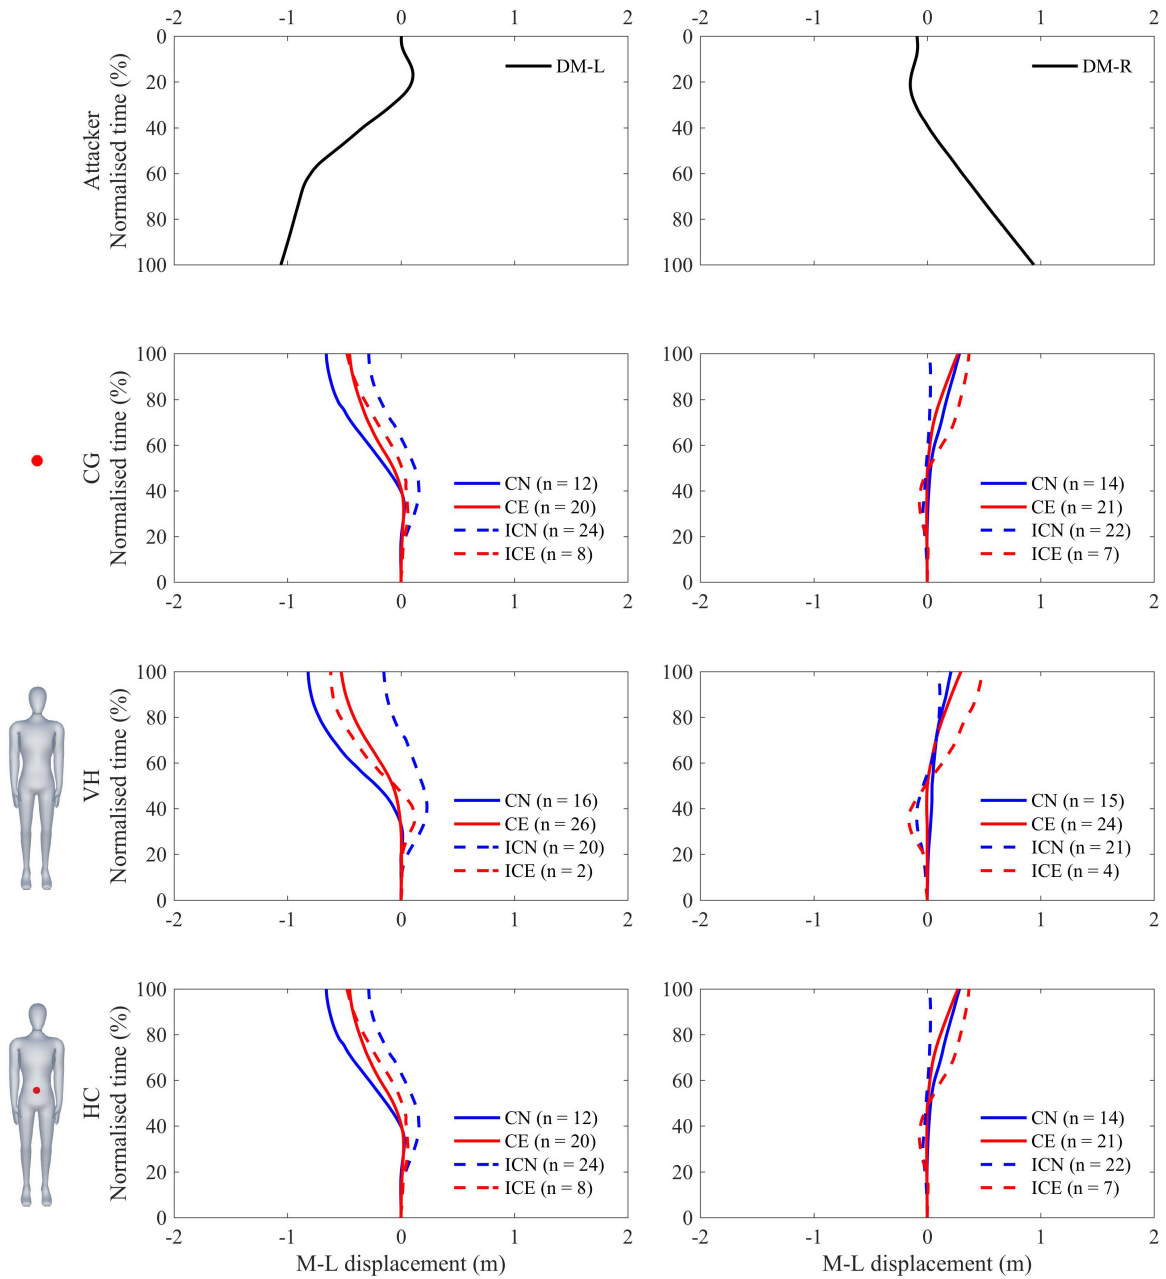 -2 -1 0 1 2
-2 -1 0 1 2
0
20
40
60
80
100
Attacker
Normalised time (%)
DM-L
0
20
40
60
80
100
DM-R
100
80
60
40
20
0
CG
Normalised time (%)
CN (n = 12)
CE (n = 20)
ICN (n = 24)
ICE (n = 8)
-2 -1 0 1 2
100
80
60
40
20
0
CN (n = 14)
CE (n = 21)
ICN (n = 22)
ICE (n = 7)
-2 -1 0 1 2
100
80
60
40
20
0
VH
Normalised time (%)
CN (n = 16)
CE (n = 26)
ICN (n = 20)
ICE (n = 2)
-2 -1 0 1 2
100
80
60
40
20
0
CN (n = 15)
CE (n = 24)
ICN (n = 21)
ICE (n = 4)
-2 -1 0 1 2
100
80
60
40
20
0
HC
Normalised time (%)
CN (n = 12)
CE (n = 20)
ICN (n = 24)
ICE (n = 8)
-2 -1 0 1 2
M-L displacement (m)
100
80
60
40
20
0
CN (n = 14)
CE (n = 21)
ICN (n = 22)
ICE (n = 7)
-2 -1 0 1 2
M-L displacement (m)